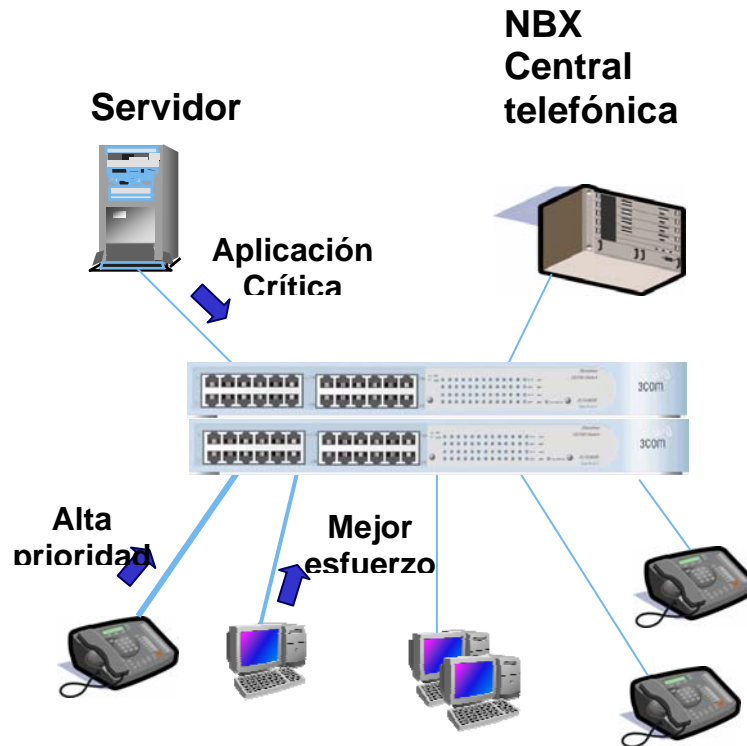 NBX
Central
telefónica
Servidor
Aplicación
Crítica
3com
3com
Alta
prioridad
Mejor
esfuerzo